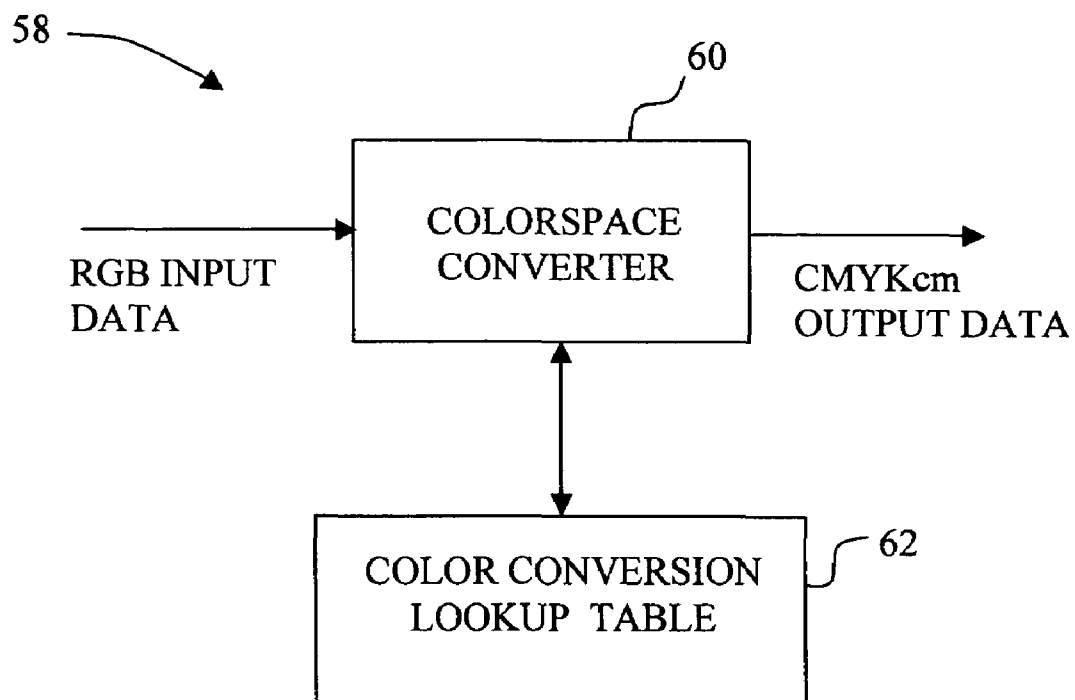 58
60
COLORSPACE
CONVERTER
RGB INPUT
DATA
CMYKcm
OUTPUT DATA
62
COLOR CONVERSION
LOOKUP TABLE